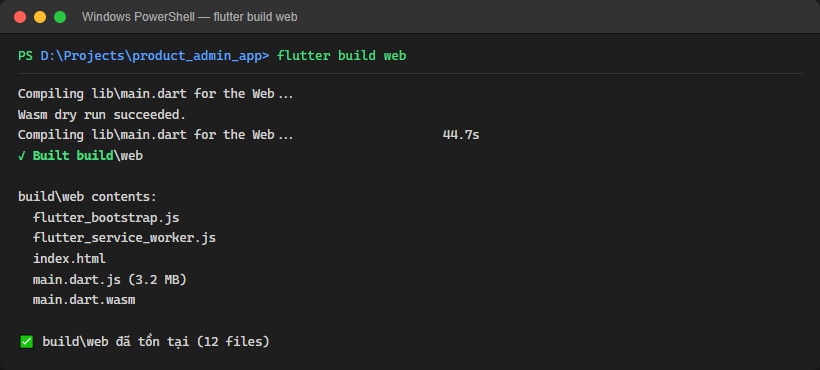 Windows PowerShell — flutter build web
PS D:\Projects\product_admin_app> flutter build web
Compiling lib\main.dart for the Web...
Wasm dry run succeeded.
Compiling lib\main.dart for the Web... 44.7s
√ Built build\web
build\web contents:
flutter_bootstrap.js
flutter_service_worker.js
index.html
main.dart.js (3.2 MB)
main.dart.wasm
✅ build\web đã tồn tại (12 files)